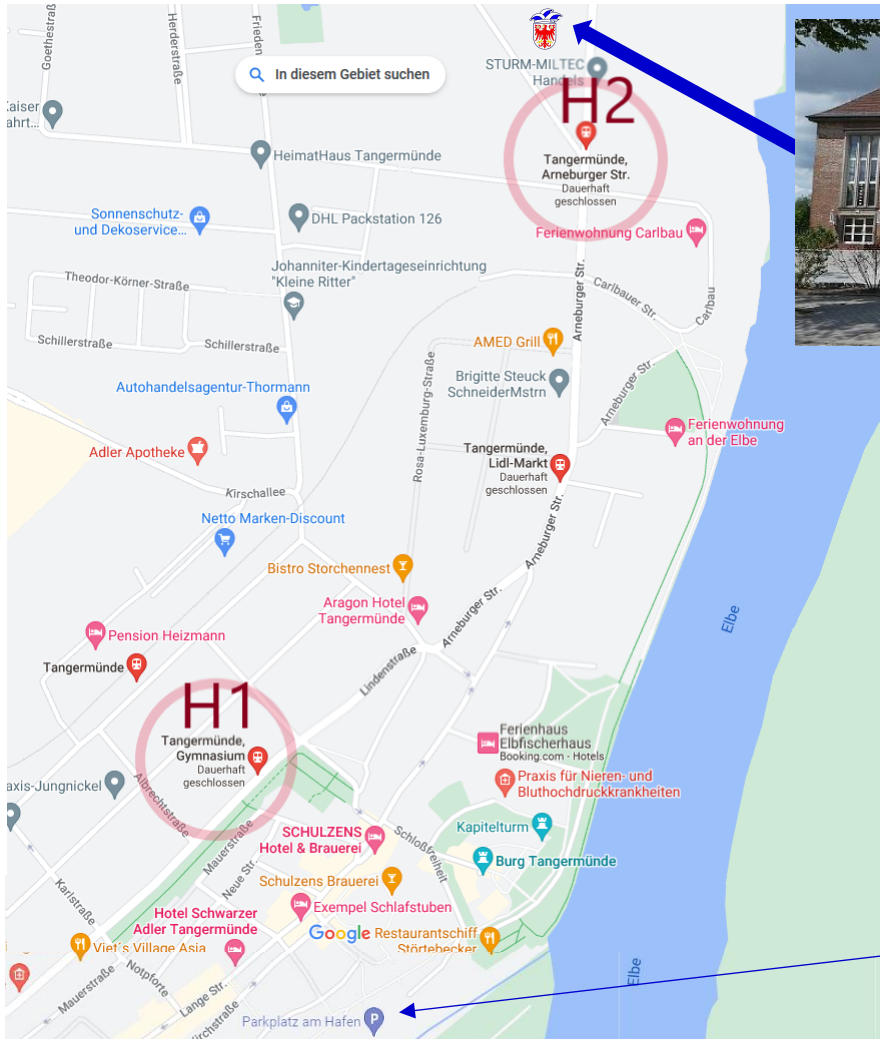 Goethestraße
Herderstraße
Frieden
In diesem Gebiet suchen
STURM-MILTEC
Handels
H2
Kaiser
ahrt...
HeimatHaus Tangermünde
Tangermünde,
Arneburger Str.
Dauerhaft
geschlossen
Sonnenschutz-
und Dekoservice...
DHL Packstation 126
Ferienwohnung Carlbau
Johanniter-Kindertageseinrichtung
"Kleine Ritter"
Theodor-Körner-Straße
Arneburger Str.
Carlbauer Str.
Carlbau
Schillerstraße
Schillerstraße
AMED Grill
Brigitte Steuck
SchneiderMstrn
Arneburger Str.
Rosa-Luxemburg-Straße
Autohandelsagentur-Thormann
Ferienwohnung
an der Elbe
Adler Apotheke
Tangermünde,
Lidl-Markt
Dauerhaft
geschlossen
Kirschallee
Netto Marken-Discount
Arneburger Str.
Bistro Storchennest
Aragon Hotel
Tangermünde
Arneburger Str.
Elbe
Pension Heizmann
Tangermünde
Lindenstraße
H1
Tangermünde,
Gymnasium
Dauerhaft
geschlossen
Ferienhaus
Elbfischerhaus
Booking.com - Hotels
axis-Jungnickel
Albrechtstraße
Praxis für Nieren- und
Bluthochdruckkrankheiten
Mauerstraße
SCHULZENS
Hotel & Brauerei
Schloßfreiheit
Kapitelturm
Burg Tangermünde
Neue Str.
Schulzens Brauerei
Karlstraße
Hotel Schwarzer
Adler Tangermünde
Exempel Schlafstuben
Google
Restaurantschiff
Störtebecker
Viet´s Village Asia
Notpforte
Mauerstraße
Lange Str.
Elbe
Kirchstraße
Parkplatz am Hafen
P